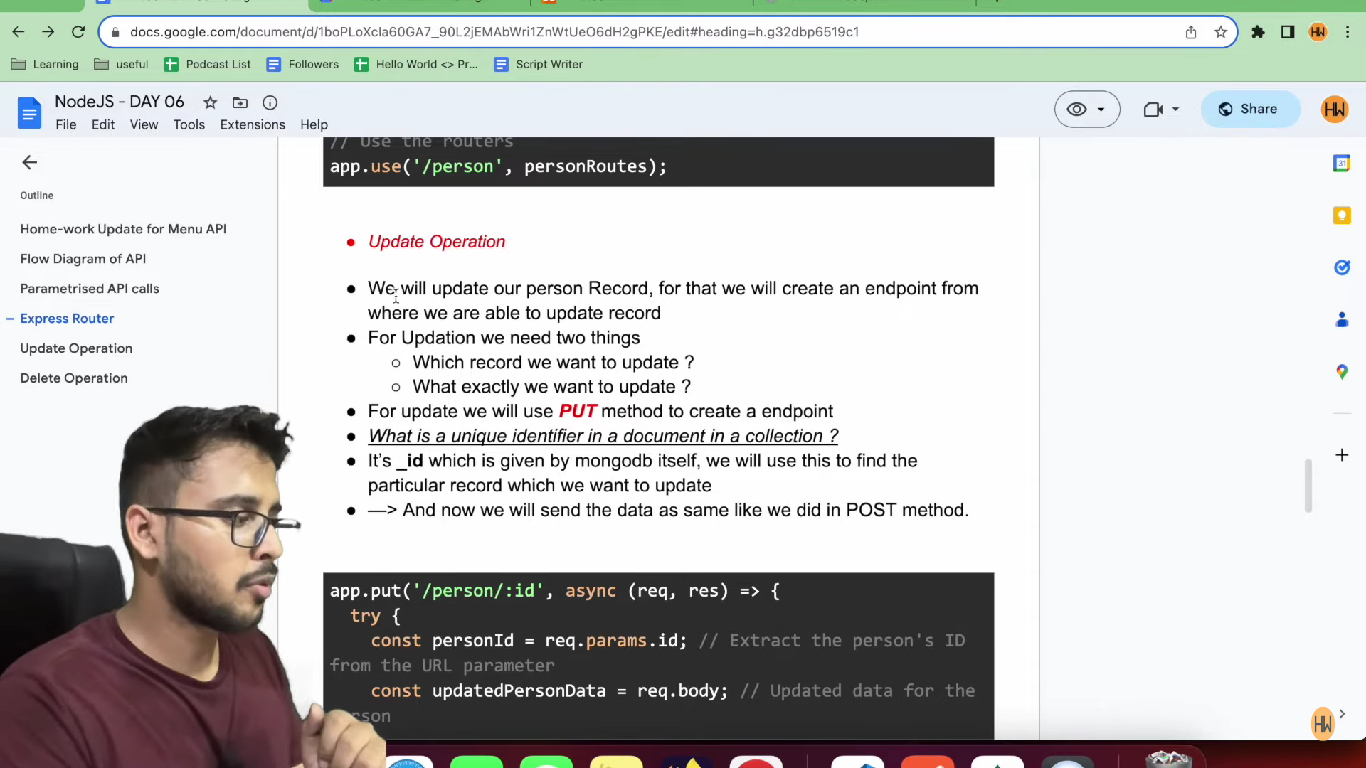 docs.google.com/document/d/1boPLoXcIa60GA7_90L2jEMAbWri1ZnWtUeO6dH2gPKE/edit#heading=h.g32dbp6519c1
HW
Learning
useful
Podcast List
Followers
Hello World <> Pr...
Script Writer
NodeJS - DAY 06
File Edit View Tools Extensions Help
Share
HW
// Use the routers
app.use('/person', personRoutes);
Outline
Home-work Update for Menu API
Flow Diagram of API
Parametrised API calls
Express Router
Update Operation
Delete Operation
● Update Operation
● We will update our person Record, for that we will create an endpoint from
where we are able to update record
● For Updation we need two things
○ Which record we want to update ?
○ What exactly we want to update ?
● For update we will use PUT method to create a endpoint
● What is a unique identifier in a document in a collection ?
● It's _id which is given by mongodb itself, we will use this to find the
particular record which we want to update
● —> And now we will send the data as same like we did in POST method.
app.put('/person/:id', async (req, res) => {
try {
const personId = req.params.id; // Extract the person's ID
from the URL parameter
const updatedPersonData = req.body; // Updated data for the
HW